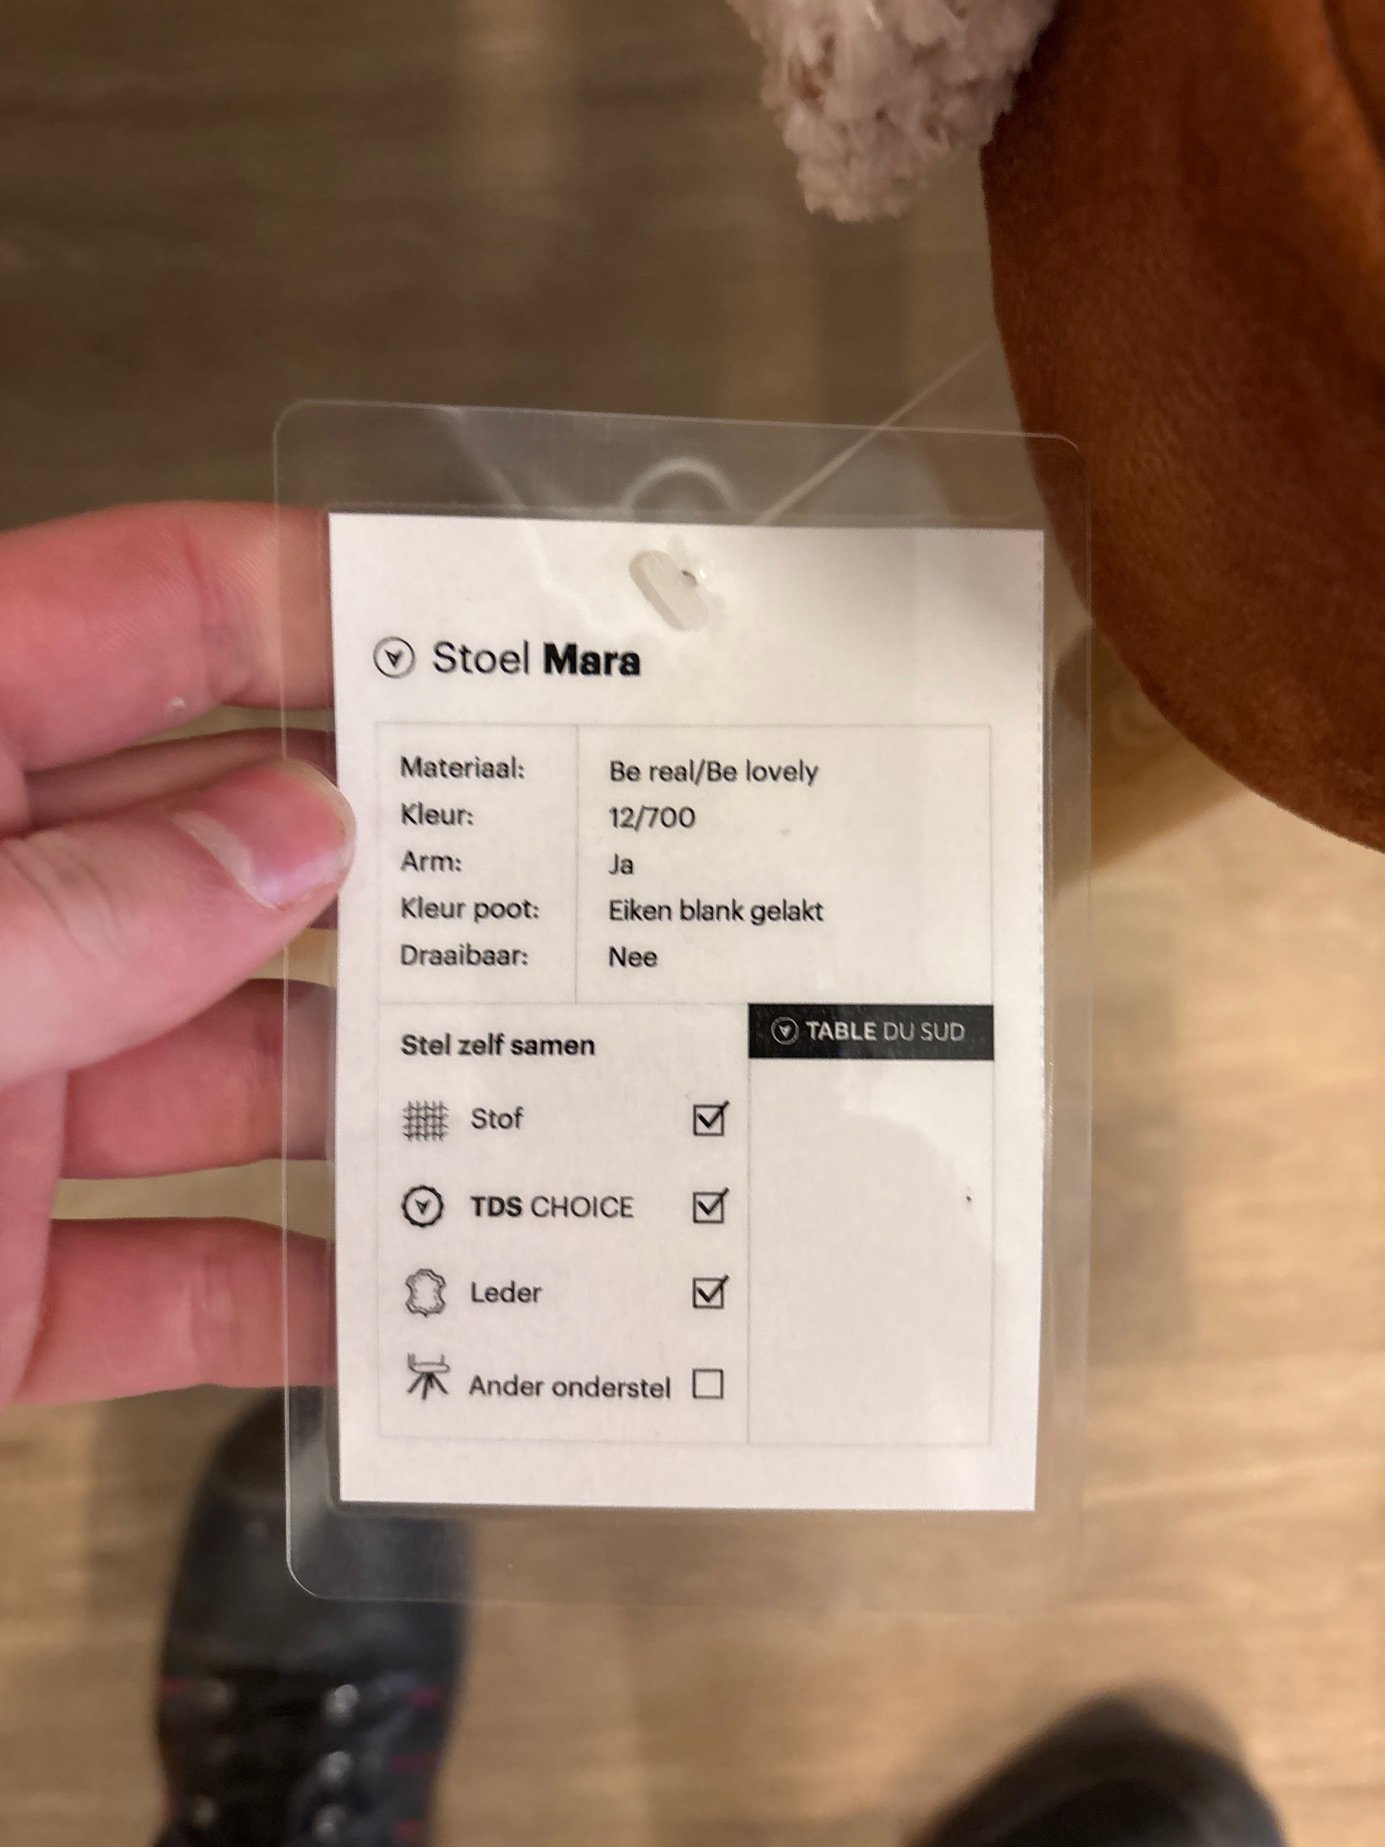 Stoel Mara
Materiaal: Be real/Be lovely
Kleur: 12/700
Arm: Ja
Kleur poot: Eiken blank gelakt
Draaibaar: Nee
Stel zelf samen
TABLE DU SUD
Stof
TDS CHOICE
Leder
Ander onderstel